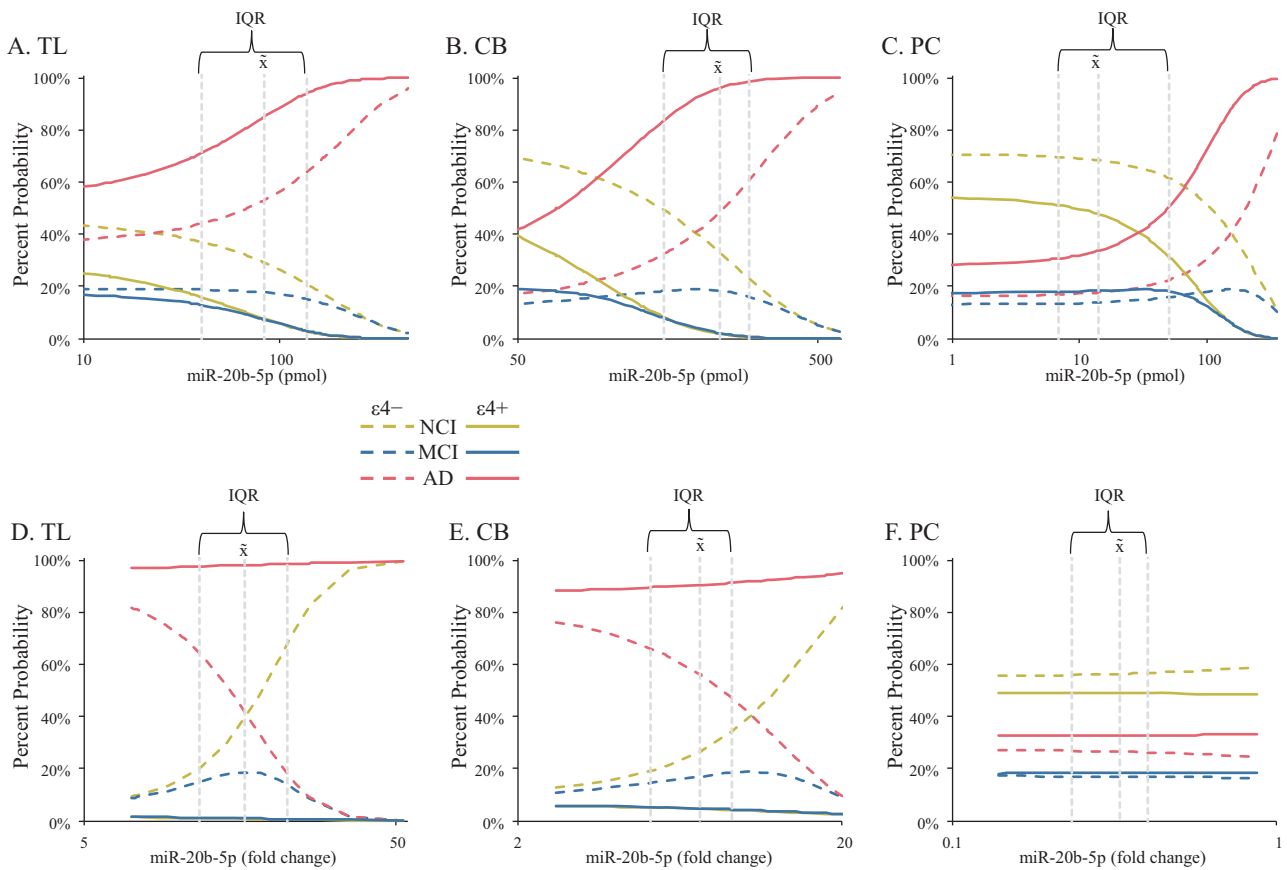 IQR
IQR
IQR
A. TL
B. CB
C. PC
x̃
x̃
x̃
Percent Probability
100%
80%
60%
40%
20%
0%
10
100
miR-20b-5p (pmol)
Percent Probability
100%
80%
60%
40%
20%
0%
50
500
miR-20b-5p (pmol)
Percent Probability
100%
80%
60%
40%
20%
0%
1
10
100
miR-20b-5p (pmol)
ε4− ε4+
NCI
MCI
AD
IQR
IQR
IQR
D. TL
E. CB
F. PC
x̃
x̃
x̃
Percent Probability
100%
80%
60%
40%
20%
0%
5
50
miR-20b-5p (fold change)
Percent Probability
100%
80%
60%
40%
20%
0%
2
20
miR-20b-5p (fold change)
Percent Probability
100%
80%
60%
40%
20%
0%
0.1
1
miR-20b-5p (fold change)